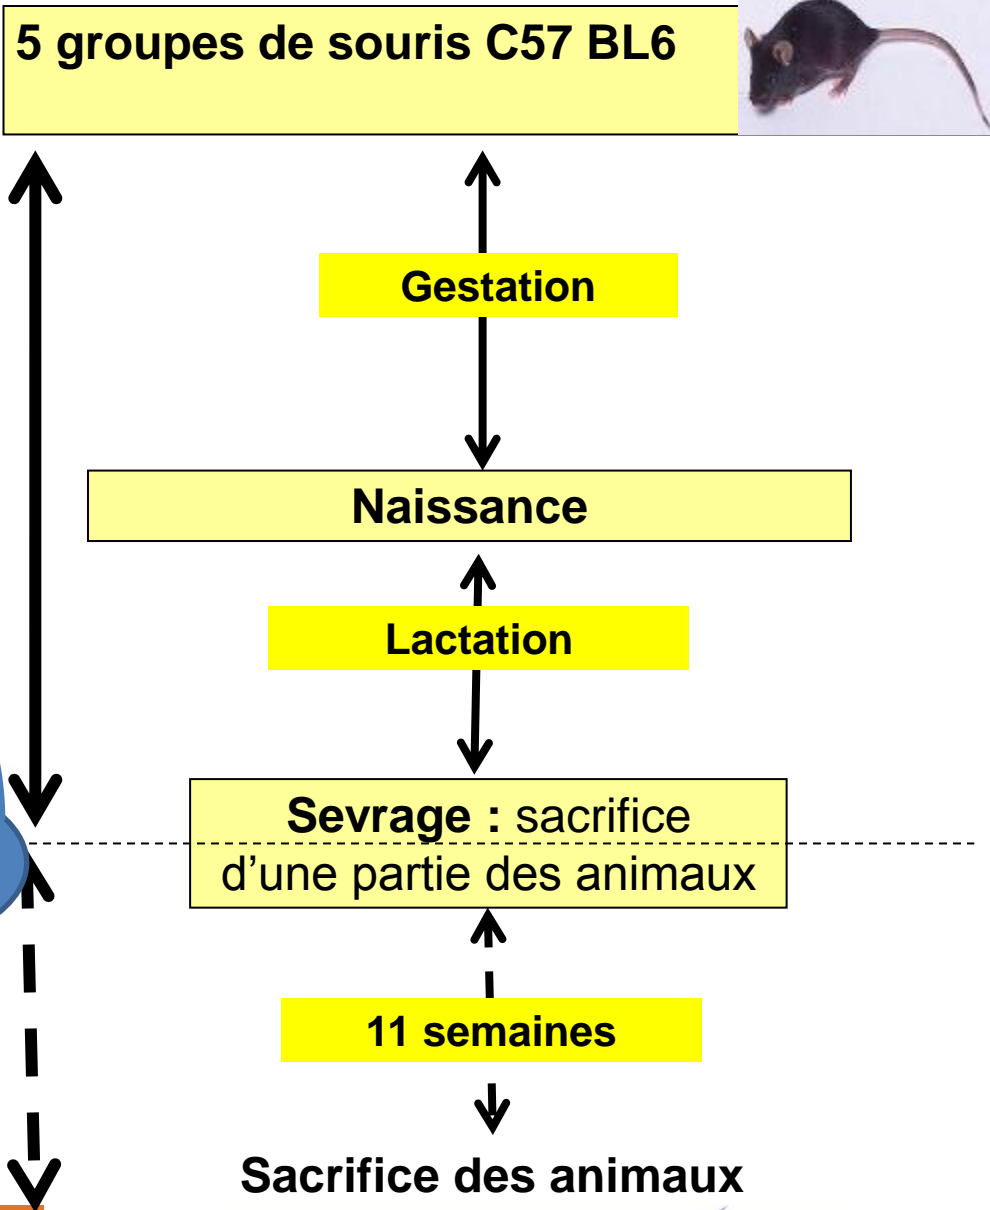 5 groupes de souris C57 BL6
Gestation
Naissance
Lactation
Sevrage : sacrifice
d’une partie des animaux
11 semaines
Sacrifice des animaux